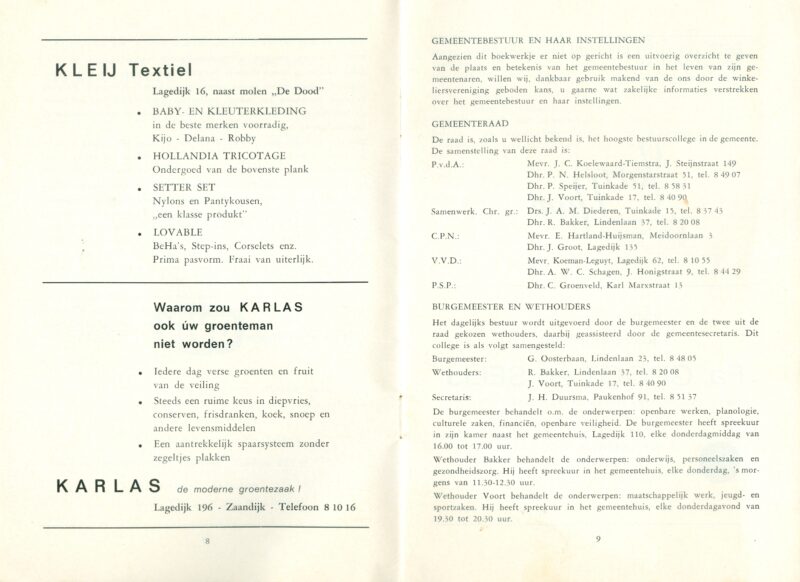 KLEIJ Textiel
Lagedijk 16, naast molen „De Dood”
• BABY- EN KLEUTERKLEDING
in de beste merken voorradig,
Kijo - Delana - Robby
• HOLLANDIA TRICOTAGE
Ondergoed van de bovenste plank
• SETTER SET
Nylons en Pantykousen,
„een klasse produkt”
• LOVABLE
BeHa's, Step-ins, Corselets enz.
Prima pasvorm. Fraai van uiterlijk.
Waarom zou KARLAS
ook úw groenteman
niet worden?
• Iedere dag verse groenten en fruit
van de veiling
• Steeds een ruime keus in diepvries,
conserven, frisdranken, koek, snoep en
andere levensmiddelen
• Een aantrekkelijk spaarsysteem zonder
zegeltjes plakken
KARLAS de moderne groentezaak!
Lagedijk 196 - Zaandijk - Telefoon 8 10 16
8
GEMEENTEBESTUUR EN HAAR INSTELLINGEN
Aangezien dit boekwerkje er niet op gericht is een uitvoerig overzicht te geven
van de plaats en betekenis van het gemeentebestuur in het leven van zijn ge-
meentenaren, willen wij, dankbaar gebruik makend van de ons door de winke-
liersvereniging geboden kans, u gaarne wat zakelijke informaties verstrekken
over het gemeentebestuur en haar instellingen.
GEMEENTERAAD
De raad is, zoals u wellicht bekend is, het hoogste bestuurscollege in de gemeente.
De samenstelling van deze raad is:
P.v.d.A.: Mevr. J. C. Koelewaard-Tiemstra, J. Steijnstraat 149
Dhr. P. N. Helsloot, Morgensterstraat 51, tel. 8 49 07
Dhr. P. Speijer, Tuinkade 51, tel. 8 58 31
Dhr. J. Voort, Tuinkade 17, tel. 8 40 90
Samenwerk. Chr. gr.: Drs. J. A. M. Diederen, Tuinkade 15, tel. 8 37 43
Dhr. R. Bakker, Lindenlaan 37, tel. 8 20 08
C.P.N.: Mevr. E. Hartland-Huijsman, Meidoornlaan 3
Dhr. J. Groot, Lagedijk 135
V.V.D.: Mevr. Koeman-Leguyt, Lagedijk 62, tel. 8 10 55
Dhr. A. W. C. Schagen, J. Honigstraat 9, tel. 8 44 29
P.S.P.: Dhr. C. Groenveld, Karl Marxstraat 13
BURGEMEESTER EN WETHOUDERS
Het dagelijks bestuur wordt uitgevoerd door de burgemeester en de twee uit de
raad gekozen wethouders, daarbij geassisteerd door de gemeentesecretaris. Dit
college is als volgt samengesteld:
Burgemeester: G. Oosterbaan, Lindenlaan 23, tel. 8 48 05
Wethouders: R. Bakker, Lindenlaan 37, tel. 8 20 08
J. Voort, Tuinkade 17, tel. 8 40 90
Secretaris: J. H. Duursma, Paukenhof 91, tel. 8 51 37
De burgemeester behandelt o.m. de onderwerpen: openbare werken, planologie,
culturele zaken, financiën, openbare veiligheid. De burgemeester heeft spreekuur
in zijn kamer naast het gemeentehuis, Lagedijk 110, elke donderdagmiddag van
16.00 tot 17.00 uur.
Wethouder Bakker behandelt de onderwerpen: onderwijs, personeelszaken en
gezondheidszorg. Hij heeft spreekuur in het gemeentehuis, elke donderdag, 's mor-
gens van 11.30-12.30 uur.
Wethouder Voort behandelt de onderwerpen: maatschappelijk werk, jeugd- en
sportzaken. Hij heeft spreekuur in het gemeentehuis, elke donderdagavond van
19.30 tot 20.30 uur.
9